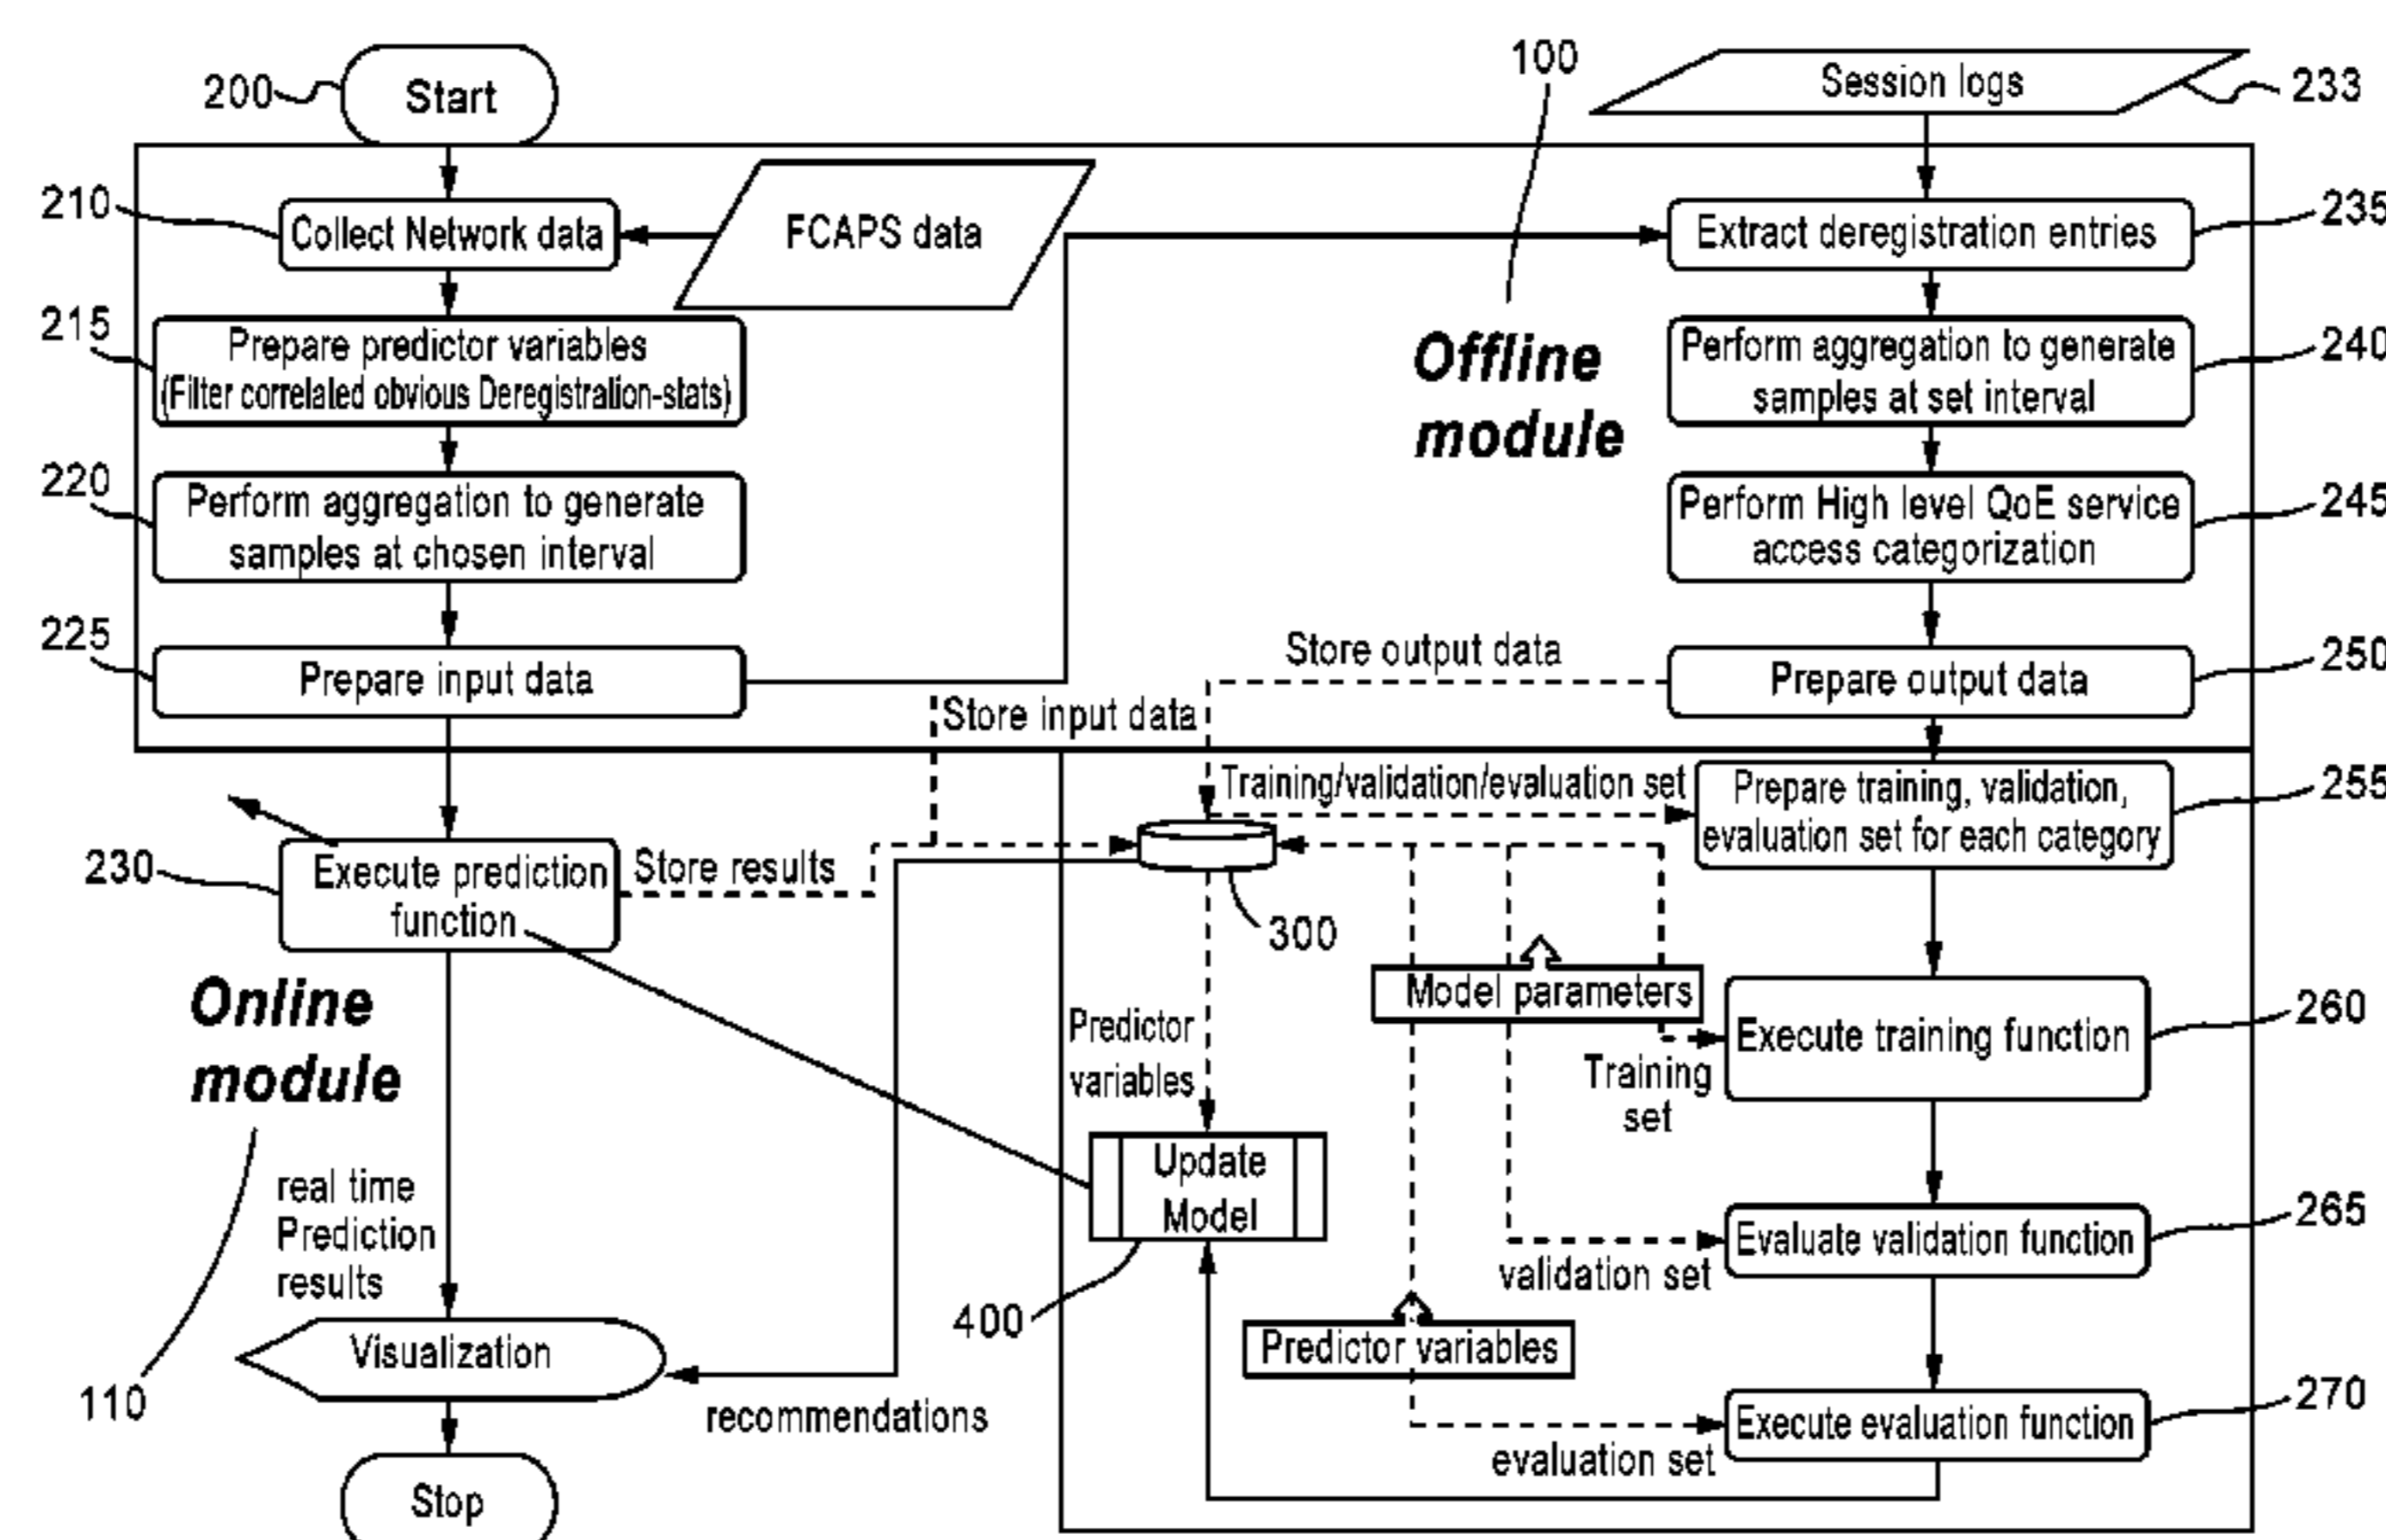 200
Start
100
Session logs
233
210
Collect Network data
FCAPS data
Extract deregistration entries
235
215
Prepare predictor variables
(Filter correlated obvious Deregistration-stats)
Offline
module
Perform aggregation to generate
samples at set interval
240
220
Perform aggregation to generate
samples at chosen interval
Perform High level QoE service
access categorization
245
225
Prepare input data
Store output data
Prepare output data
250
Store input data
Training/validation/evaluation set
Prepare training, validation,
evaluation set for each category
255
230
Execute prediction
function
Store results
300
Model parameters
Execute training function
260
Online
module
Predictor
variables
Training
set
Update
Model
real time
Prediction
results
Evaluate validation function
265
validation set
400
Predictor variables
Visualization
110
recommendations
Execute evaluation function
270
evaluation set
Stop